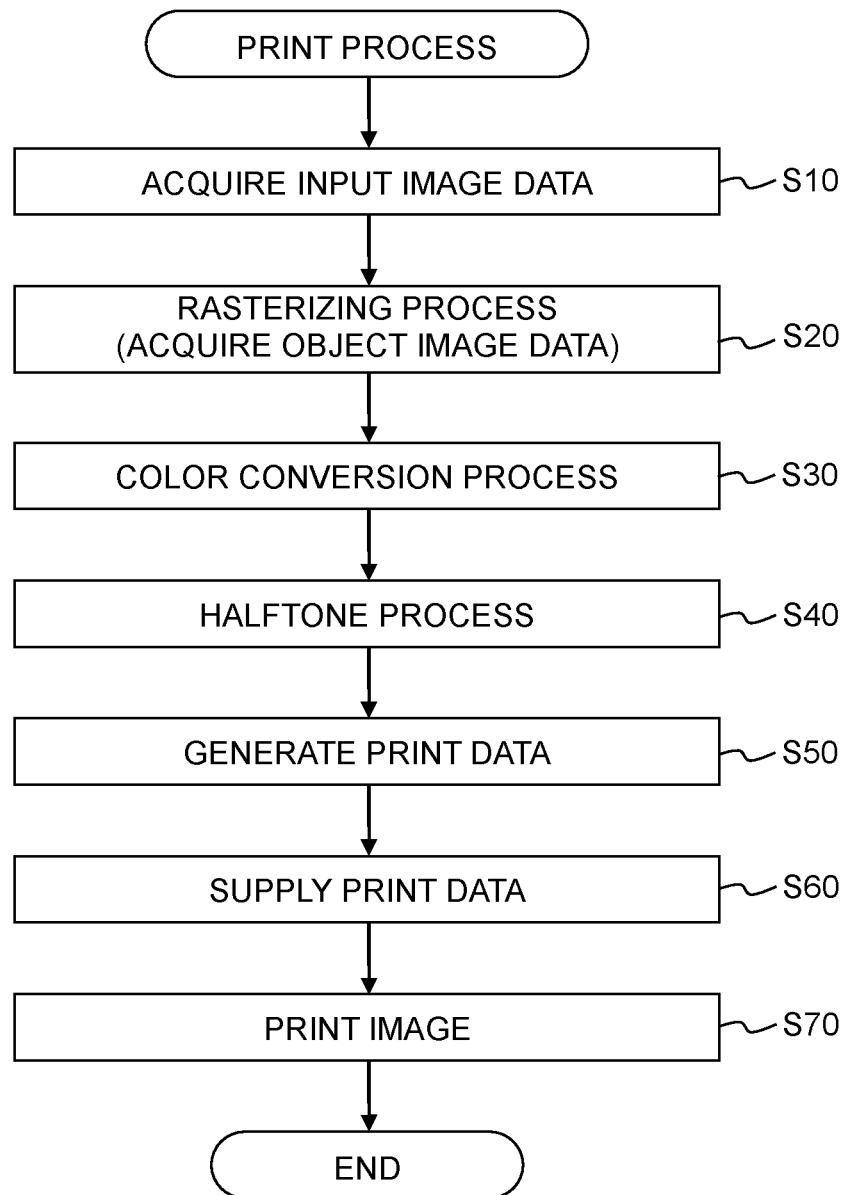 PRINT PROCESS
ACQUIRE INPUT IMAGE DATA
S10
RASTERIZING PROCESS
(ACQUIRE OBJECT IMAGE DATA)
S20
COLOR CONVERSION PROCESS
S30
HALFTONE PROCESS
S40
GENERATE PRINT DATA
S50
SUPPLY PRINT DATA
S60
PRINT IMAGE
S70
END